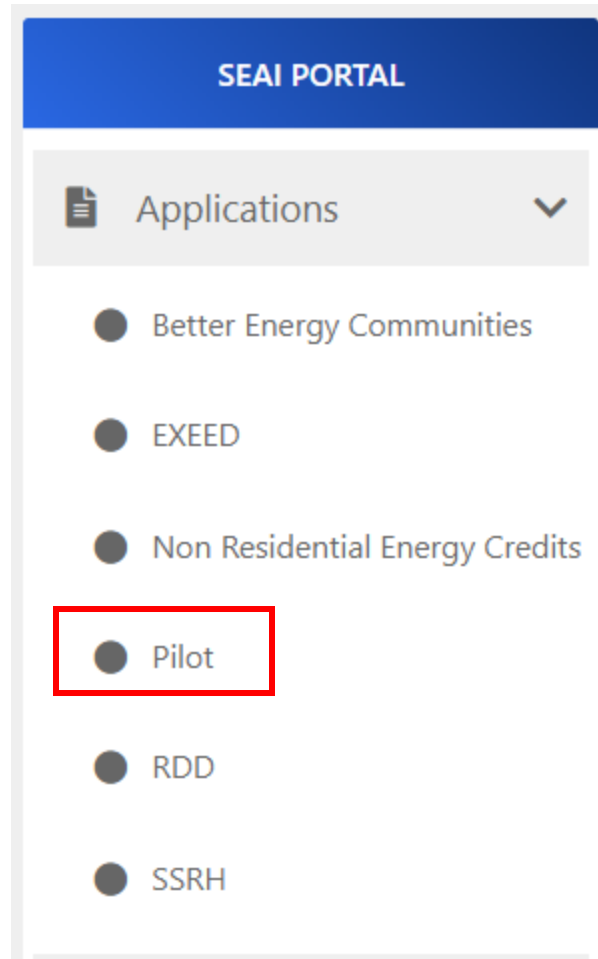 SEAI PORTAL
Applications
Better Energy Communities
EXEED
Non Residential Energy Credits
Pilot
RDD
SSRH